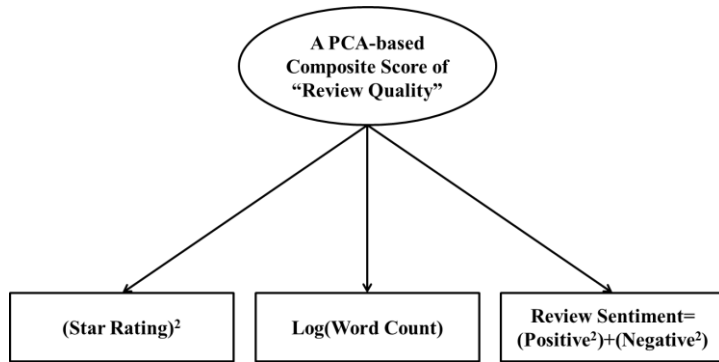 A PCA-based
Composite Score of
“Review Quality”
(Star Rating)²
Log(Word Count)
Review Sentiment=
(Positive²)+(Negative²)